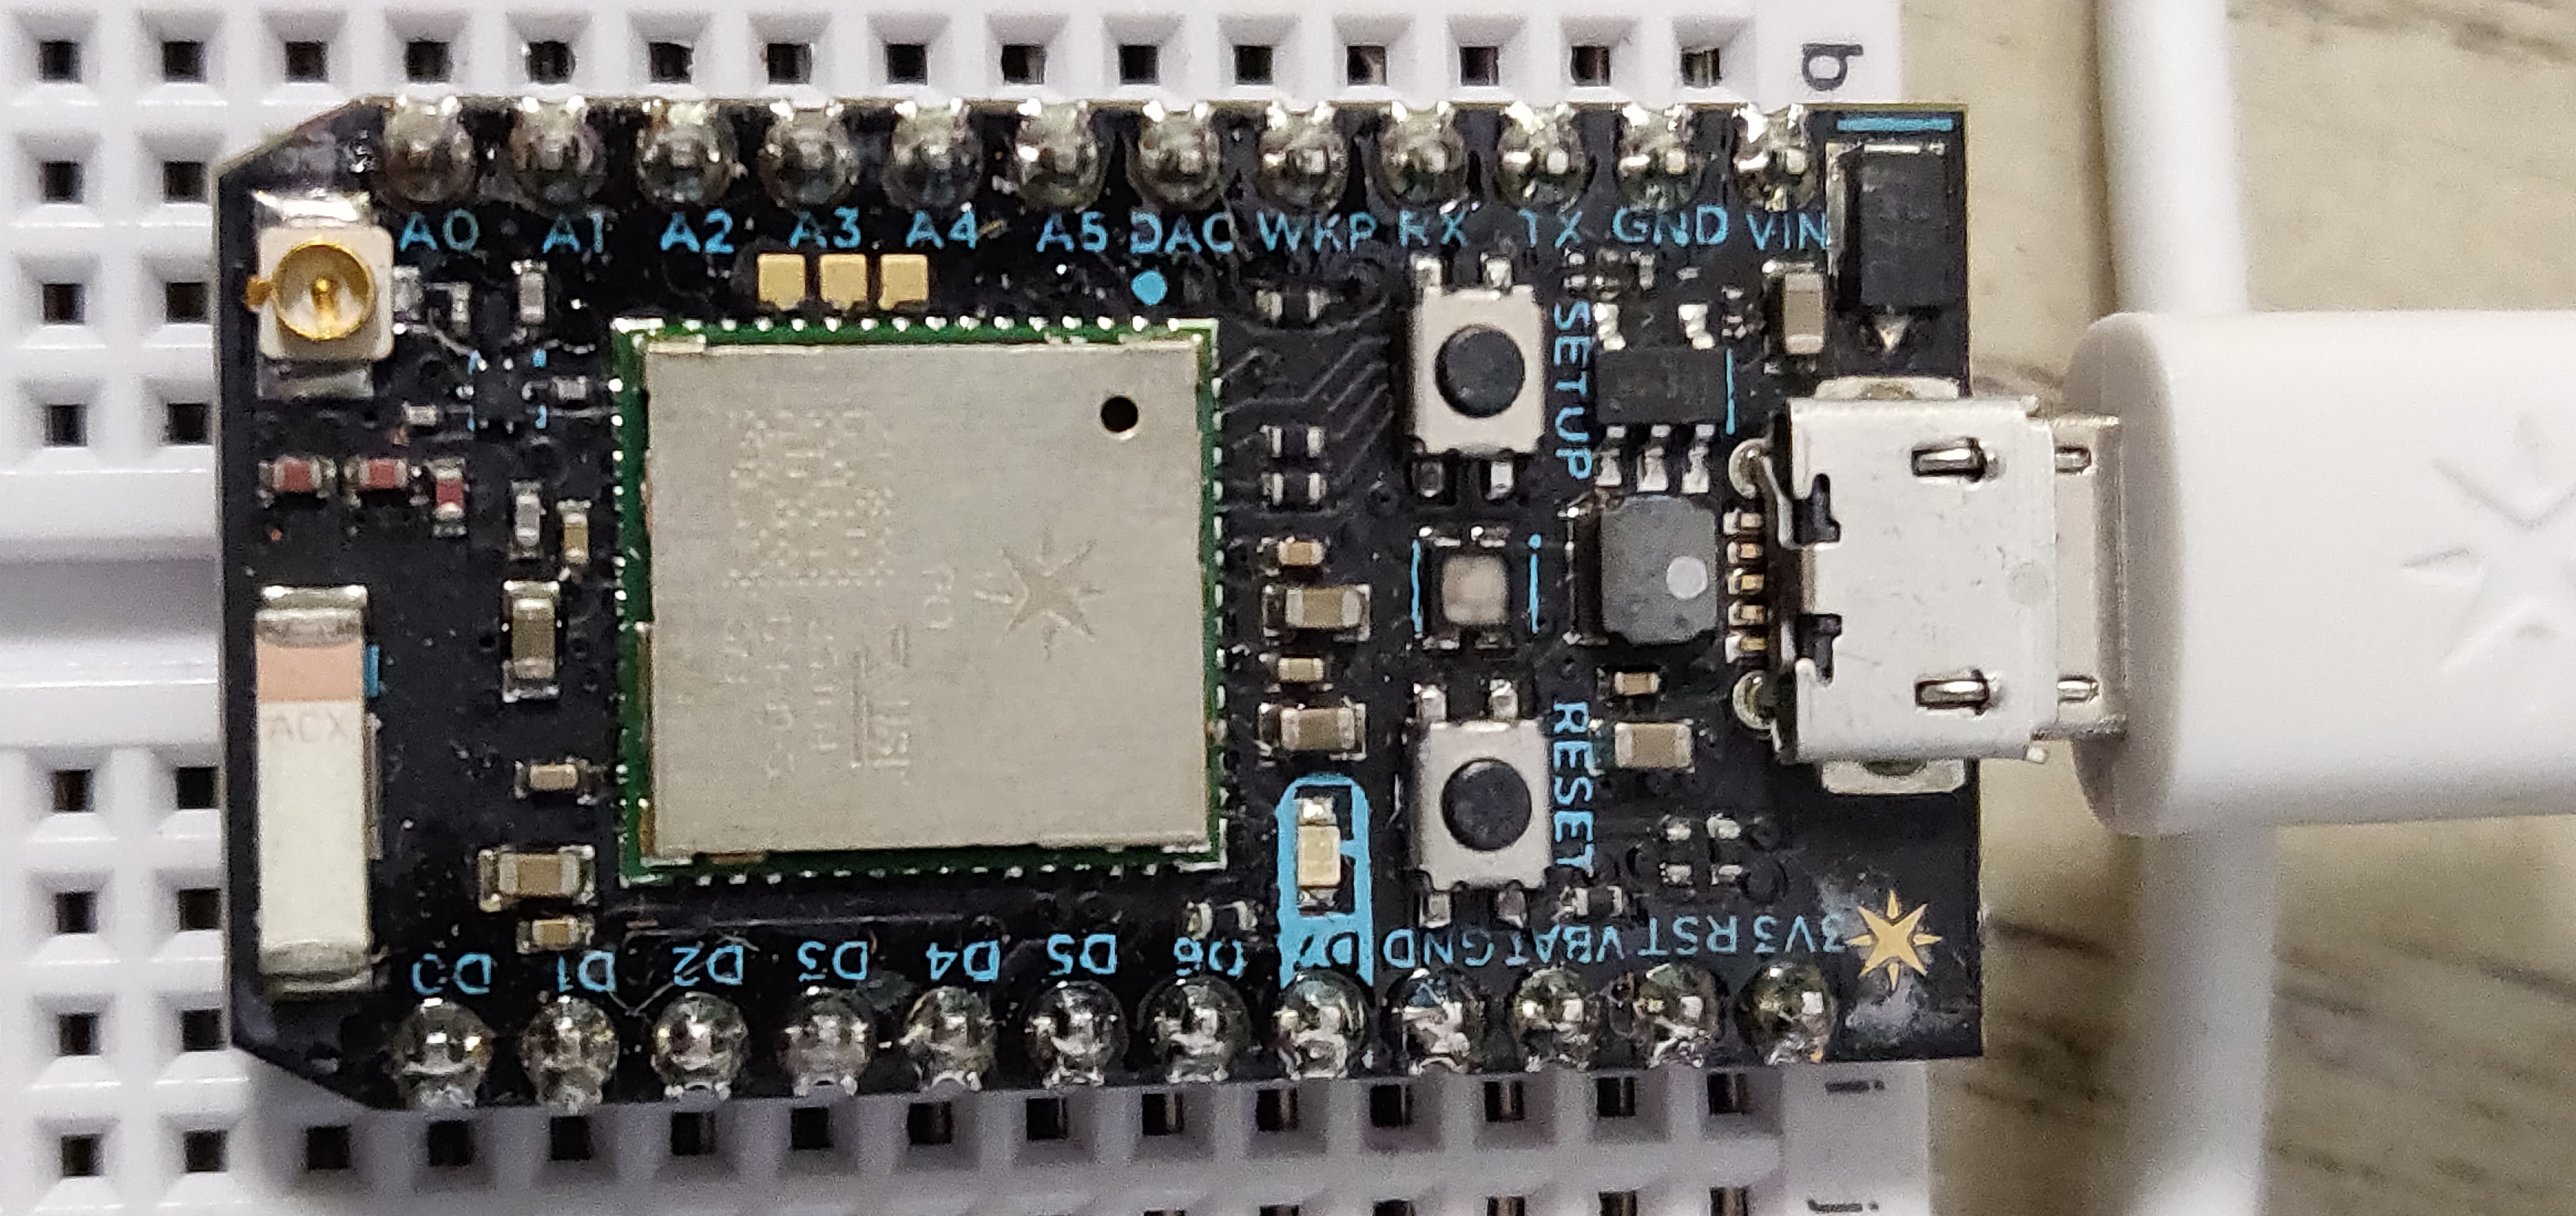 b
A0 A1 A2 A3 A4 A5 DAC WKP RX TX GND VIN
SETUP
ACX
RESET
D0 D1 D2 D3 D4 D5 D6 D7 GND VBAT RST 3V3
i
j